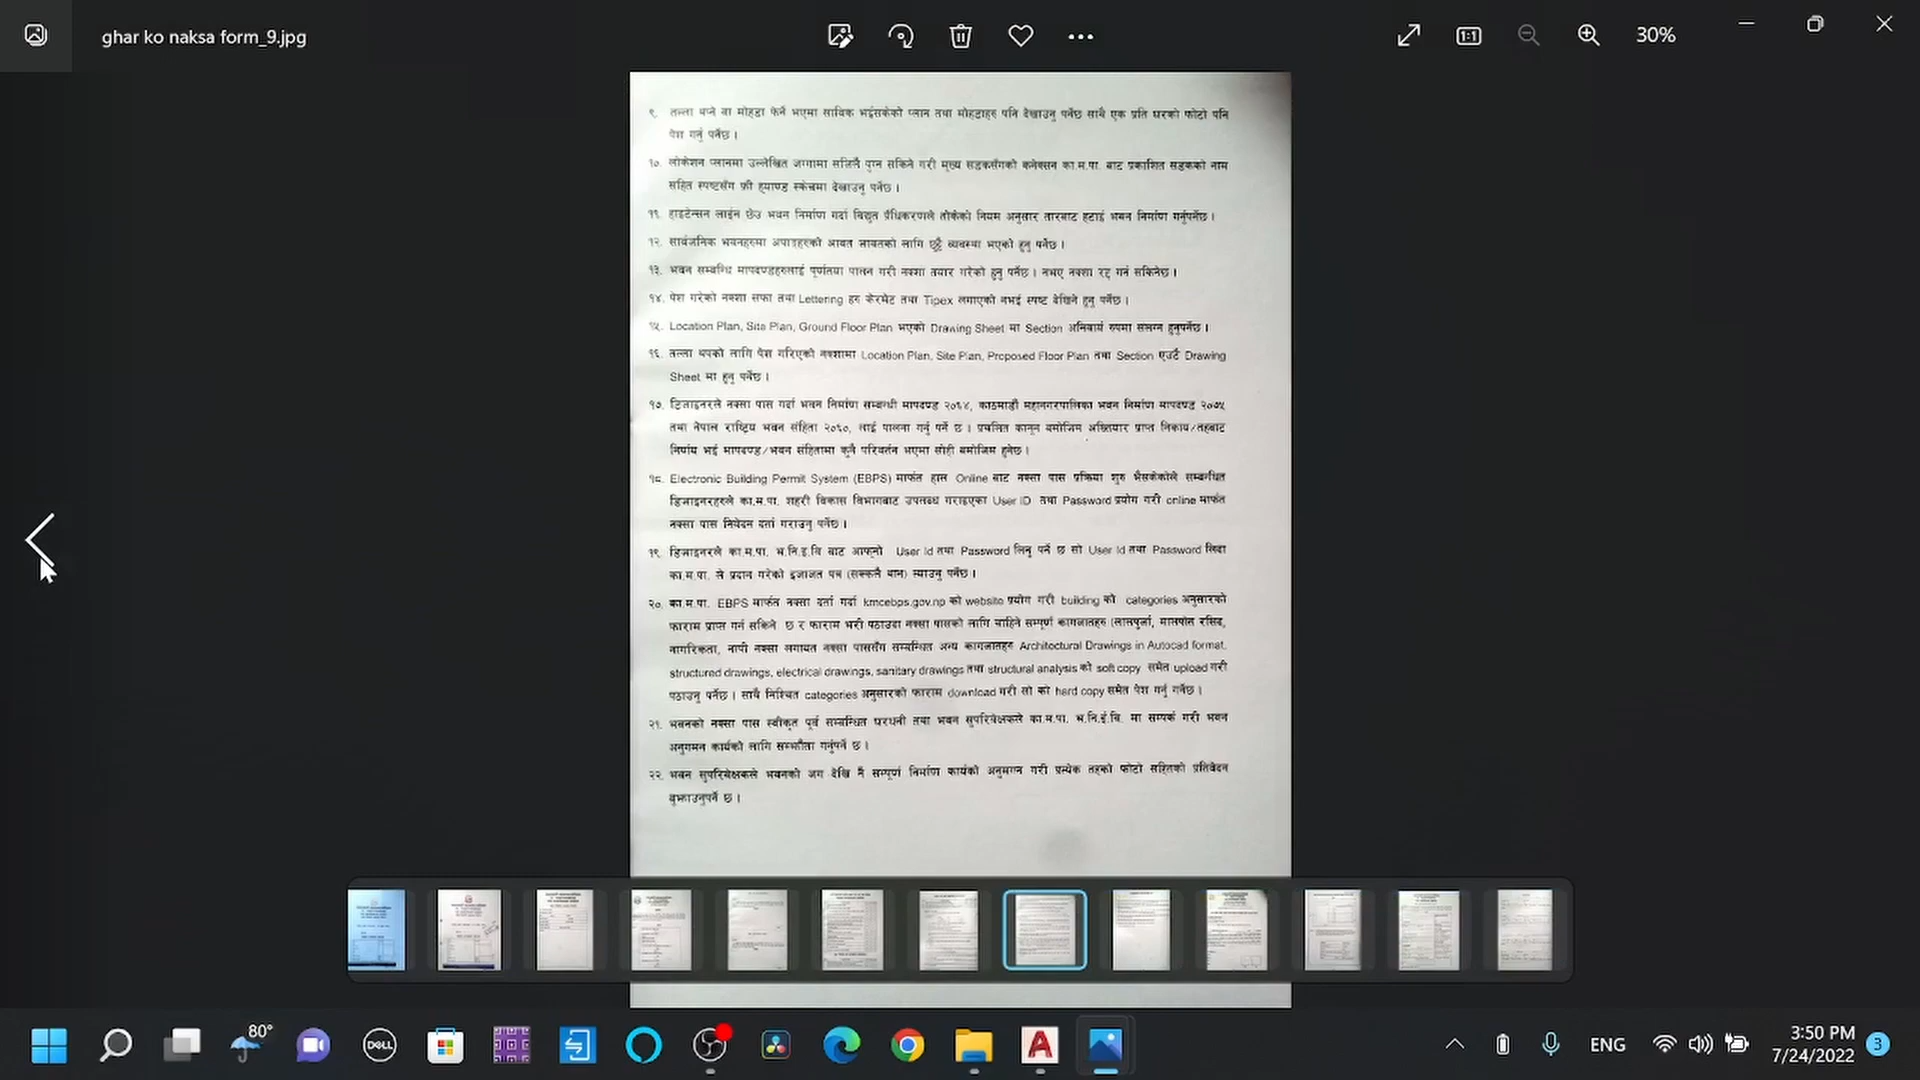 ghar ko naksa form_9.jpg
30%
९. तल्ला थप्ने वा मोहडा फेर्ने भएमा साविक भईसकेको प्लान तथा मोहडाहरु पनि देखाउनु पर्नेछ साथै एक प्रति घरको फोटो पनि
पेश गर्नु पर्नेछ ।
१०. लोकेशन प्लानमा उल्लेखित जग्गामा सजिलै पुग्न सकिने गरी मूख्य सडकसँगको कनेक्सन का.म.पा. बाट प्रकाशित सडकको नाम
सहित स्पष्टसँग फ्री ह्याण्ड स्केचमा देखाउनु पर्नेछ ।
११. हाइटेन्सन लाईन छेउ भवन निर्माण गर्दा विद्युत प्राधिकरणले तोकेको नियम अनुसार तारबाट हटाई भवन निर्माण गर्नुपर्नेछ ।
१२. सार्वजनिक भवनहरुमा अपाङ्गहरुको आवत जावतको लागि छुट्टै व्यवस्था भएको हुनु पर्नेछ ।
१३. भवन सम्बन्धि मापदण्डहरुलाई पूर्णतया पालन गरी नक्शा तयार गरेको हुनु पर्नेछ । नभए नक्शा रद्द गर्न सकिनेछ ।
१४. पेश गरेको नक्शा सफा तथा Lettering हरु केरमेट तथा Tipex लगाएको नभई स्पष्ट देखिने हुनु पर्नेछ ।
१५. Location Plan, Site Plan, Ground Floor Plan भएको Drawing Sheet मा Section अनिवार्य रुपमा संलग्न हुनुपर्नेछ ।
१६. तल्ला थपको लागि पेश गरिएको नक्शामा Location Plan, Site Plan, Proposed Floor Plan तथा Section एउटै Drawing
Sheet मा हुनु पर्नेछ ।
१७. डिजाइनरले नक्सा पास गर्दा भवन निर्माण सम्बन्धी मापदण्ड २०६४, काठमाडौं महानगरपालिका भवन निर्माण मापदण्ड २०७५
तथा नेपाल राष्ट्रिय भवन संहिता २०६०, लाई पालना गर्नु पर्ने छ । प्रचलित कानून बमोजिम अख्तियार प्राप्त निकाय/तहबाट
निर्णय भई मापदण्ड/भवन संहितामा कुनै परिवर्तन भएमा सोही बमोजिम हुनेछ ।
१८. Electronic Building Permit System (EBPS) मार्फत हाल Online बाट नक्सा पास प्रक्रिया शुरु भैसकेकोले सम्बन्धित
डिजाइनरहरुले का.म.पा. शहरी विकास विभागबाट उपलब्ध गराइएका User ID तथा Password प्रयोग गरी online मार्फत
नक्सा पास निवेदन दर्ता गराउनु पर्नेछ ।
१९. डिजाइनरले का.म.पा. भ.नि.इ.वि बाट आफ्नो User Id तथा Password लिनु पर्ने छ सो User Id तथा Password लिंदा
का.म.पा. ले प्रदान गरेको इजाजत पत्र (सक्कलै थान) ल्याउनु पर्नेछ ।
२०. का.म.पा. EBPS मार्फत नक्सा दर्ता गर्दा kmcebps.gov.np को website प्रयोग गरी building को categories अनुसारको
फाराम प्राप्त गर्न सकिने छ र फाराम भरी पठाउदा नक्सा पासको लागि चाहिने सम्पूर्ण कागजातहरु (लालपूर्जा, मालपोत रसिद,
नागरिकता, नापी नक्सा लगायत नक्सा पाससँग सम्बन्धित अन्य कागजातहरु Architectural Drawings in Autocad format,
structured drawings, electrical drawings, sanitary drawings तथा structural analysis को soft copy समेत upload गरी
पठाउनु पर्नेछ । साथै निश्चित categories अनुसारको फाराम download गरी सो को hard copy समेत पेश गर्नु पर्नेछ ।
२१. भवनको नक्सा पास स्वीकृत पूर्व सम्बन्धित घरधनी तथा भवन सुपरिवेक्षकले का.म.पा. भ.नि.ई.वि. मा सम्पर्क गरी भवन
अनुगमन कार्यको लागि सम्झौता गर्नुपर्ने छ ।
२२. भवन सुपरिवेक्षकले भवनको जग देखि नै सम्पूर्ण निर्माण कार्यको अनुगमन गरी प्रत्येक तहको फोटो सहितको प्रतिवेदन
बुझाउनुपर्ने छ ।
80°
DELL
ENG
3:50 PM
7/24/2022
3